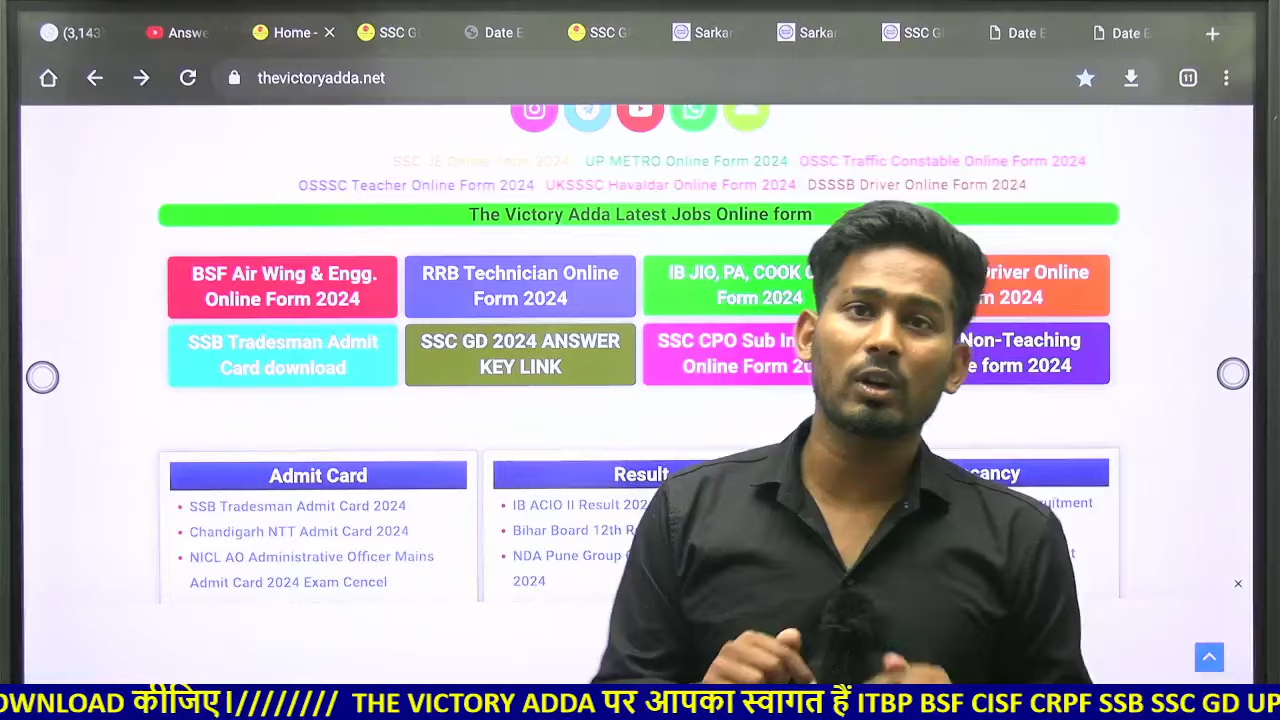 (3,143
Answe
Home -
SSC G
Date E
SSC G
Sarkar
Sarkar
SSC G
Date E
Date E
thevictoryadda.net
11
SSC JE Online form 2024 UP METRO Online Form 2024 OSSC Traffic Constable Online Form 2024
OSSSC Teacher Online Form 2024 UKSSSC Havaldar Online Form 2024 DSSSB Driver Online Form 2024
The Victory Adda Latest Jobs Online form
BSF Air Wing & Engg.
Online Form 2024
RRB Technician Online
Form 2024
IB JIO, PA, COOK
Form 2024
Driver Online
2024
SSB Tradesman Admit
Card download
SSC GD 2024 ANSWER
KEY LINK
SSC CPO Sub In
Online Form 2
Non-Teaching
form 2024
Admit Card
• SSB Tradesman Admit Card 2024
• Chandigarh NTT Admit Card 2024
• NICL AO Administrative Officer Mains
Admit Card 2024 Exam Cencel
Result
• IB ACIO II Result 202
• Bihar Board 12th R
• NDA Pune Group
2024
cancy
uitment
OWNLOAD कीजिए।//////// THE VICTORY ADDA पर आपका स्वागत हैं ITBP BSF CISF CRPF SSB SSC GD UP